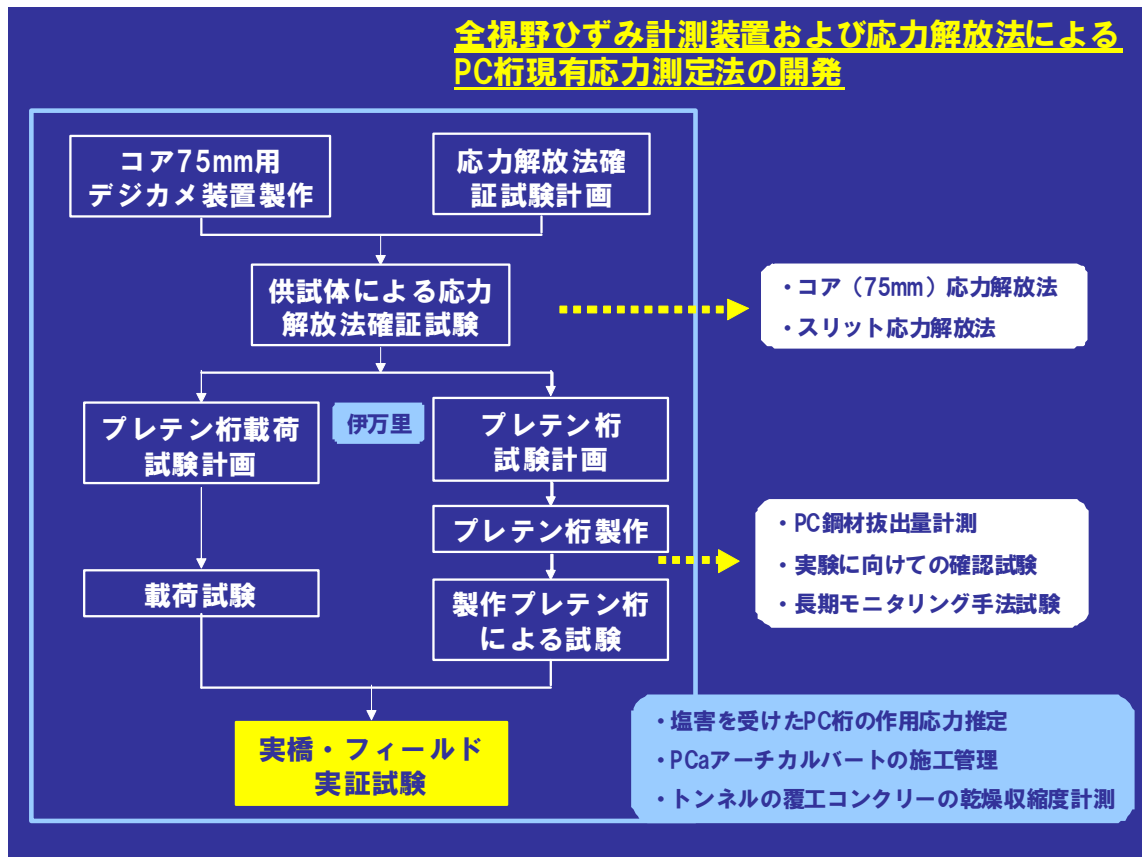 全視野ひずみ計測装置および応力解放法による
PC桁現有応力測定法の開発
コア75mm用
デジカメ装置製作
応力解放法確
証試験計画
供試体による応力
解放法確証試験
・コア（75mm）応力解放法
・スリット応力解放法
プレテン桁載荷
試験計画
伊万里
プレテン桁
試験計画
プレテン桁製作
・PC鋼材抜出量計測
・実験に向けての確認試験
・長期モニタリング手法試験
載荷試験
製作プレテン桁
による試験
実橋・フィールド
実証試験
・塩害を受けたPC桁の作用応力推定
・PCaアーチカルバートの施工管理
・トンネルの覆工コンクリーの乾燥収縮度計測